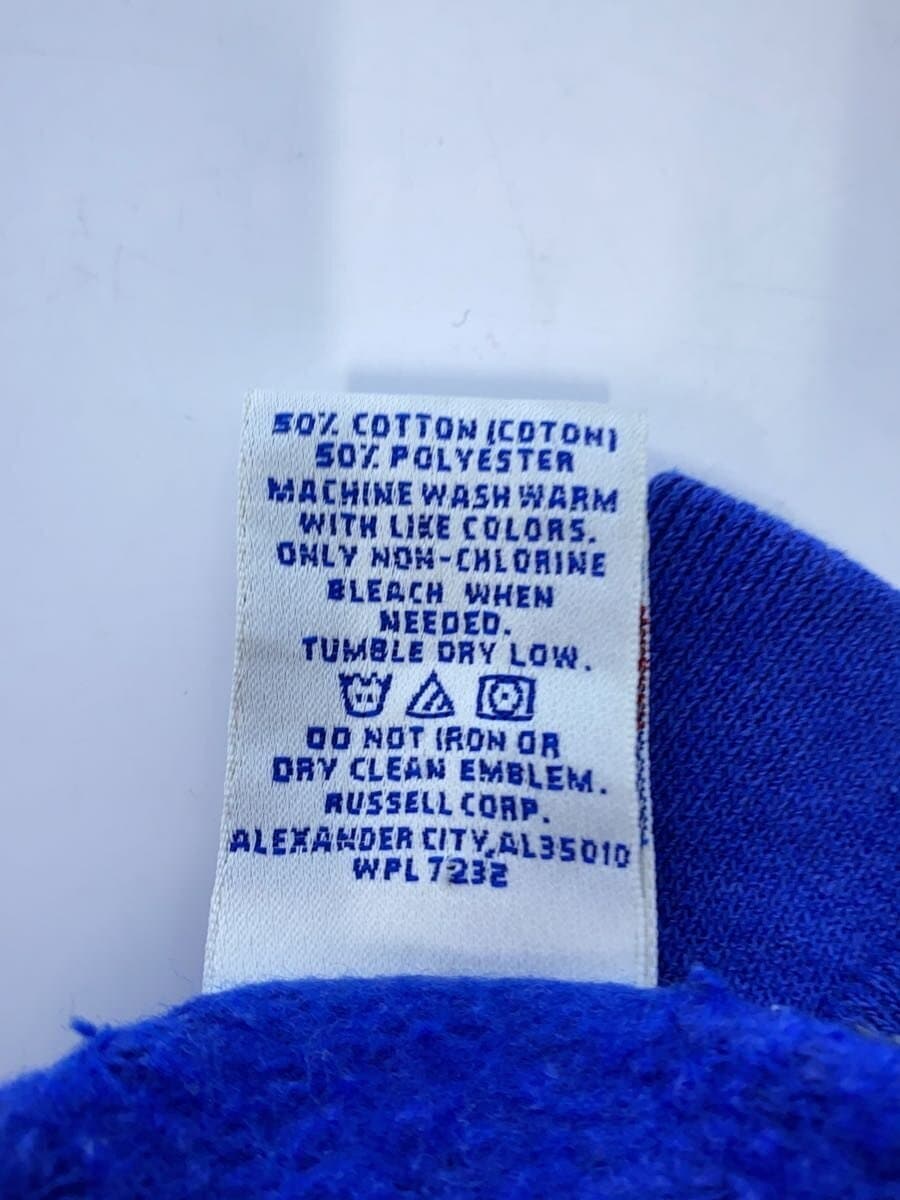 50% COTTON (COTON)
50% POLYESTER
MACHINE WASH WARM
WITH LIKE COLORS.
ONLY NON-CHLORINE
BLEACH WHEN
NEEDED.
TUMBLE DRY LOW.
DO NOT IRON OR
DRY CLEAN EMBLEM.
RUSSELL CORP.
ALEXANDER CITY, AL35010
WPL 7232